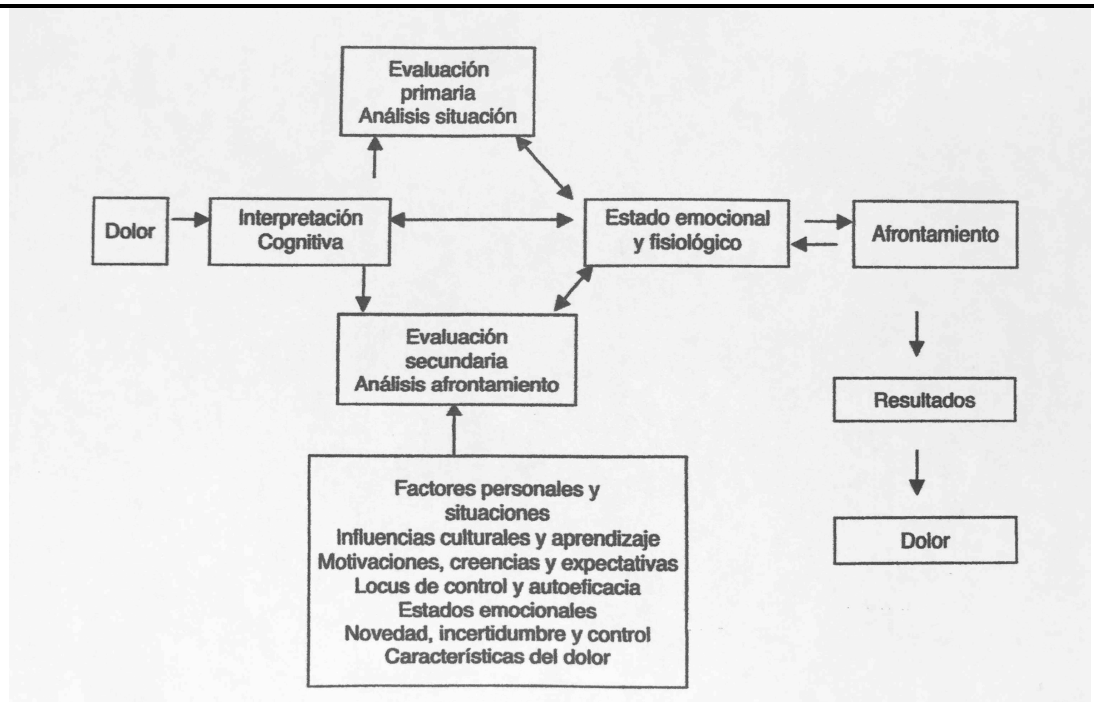 Evaluación
primaria
Análisis situación
Dolor
Interpretación
Cognitiva
Estado emocional
y fisiológico
Afrontamiento
Evaluación
secundaria
Análisis afrontamiento
Resultados
Dolor
Factores personales y
situaciones
Influencias culturales y aprendizaje
Motivaciones, creencias y expectativas
Locus de control y autoeficacia
Estados emocionales
Novedad, incertidumbre y control
Características del dolor